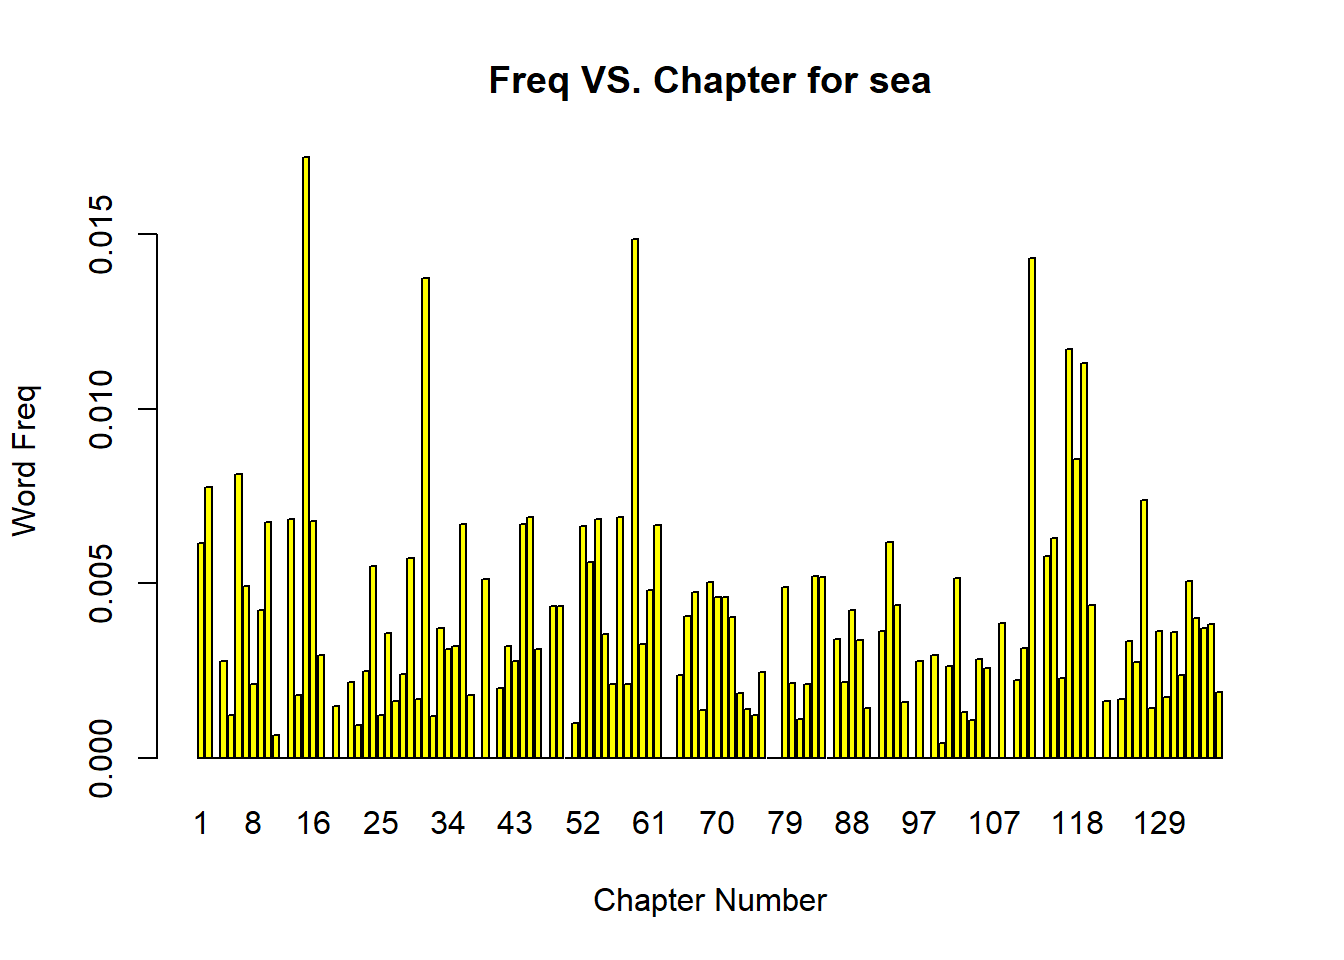 Freq VS. Chapter for sea
Word Freq
0.015
0.010
0.005
0.000
1 8 16 25 34 43 52 61 70 79 88 97 107 118 129
Chapter Number